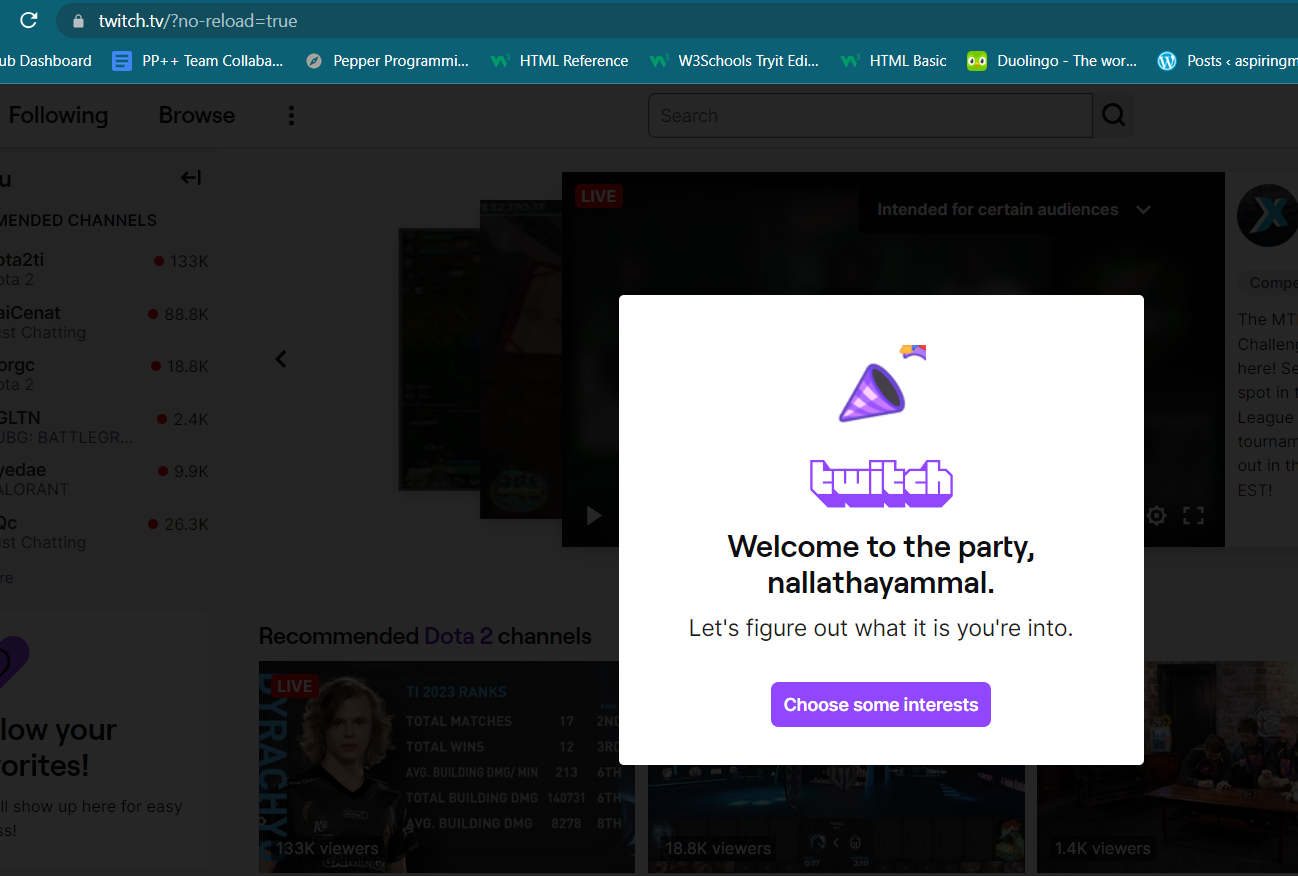 twitch.tv/?no-reload=true
ub Dashboard PP++ Team Collaba... Pepper Programmi... HTML Reference W3Schools Tryit Edi... HTML Basic Duolingo - The wor... Posts ‹ aspiringm
Following Browse Search
u
MENDED CHANNELS
ota2ti 133K
ota 2
aiCenat 88.8K
st Chatting
orgc 18.8K
ota 2
GLTN 2.4K
UBG: BATTLEGR...
yedae 9.9K
ALORANT
Qc 26.3K
st Chatting
re
low your
orites!
ll show up here for easy
ss!
LIVE
Intended for certain audiences
Compe
The MT
Challeng
here! Se
spot in t
League
tournam
out in th
EST!
twitch
Welcome to the party,
nallathayammal.
Let's figure out what it is you're into.
Choose some interests
Recommended Dota 2 channels
LIVE
DYRACHY
TI 2023 RANKS
TOTAL MATCHES 17 2ND
TOTAL WINS 12 3RD
AVG. BUILDING DMG/ MIN 213 6TH
TOTAL BUILDING DMG 140731 6TH
AVG. BUILDING DMG 8278 8TH
GAMING
133K viewers
18.8K viewers
1.4K viewers